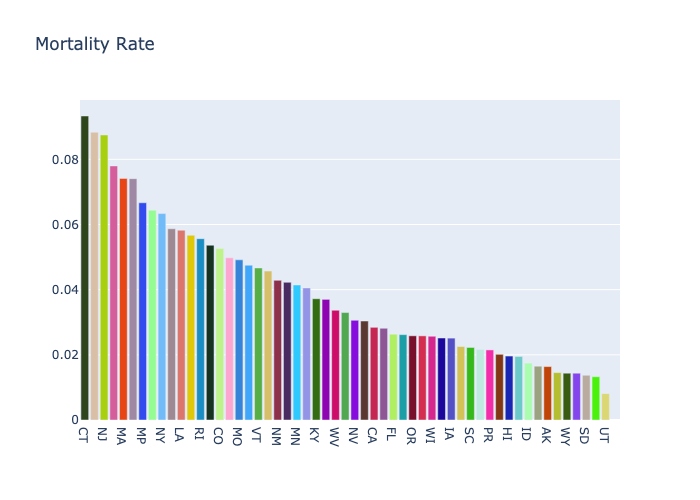 Mortality Rate
0.08
0.06
0.04
0.02
0
CT NJ MA MP NY LA RI CO MO VT NM MN KY WV NV CA FL OR WI IA SC PR HI ID AK WY SD UT